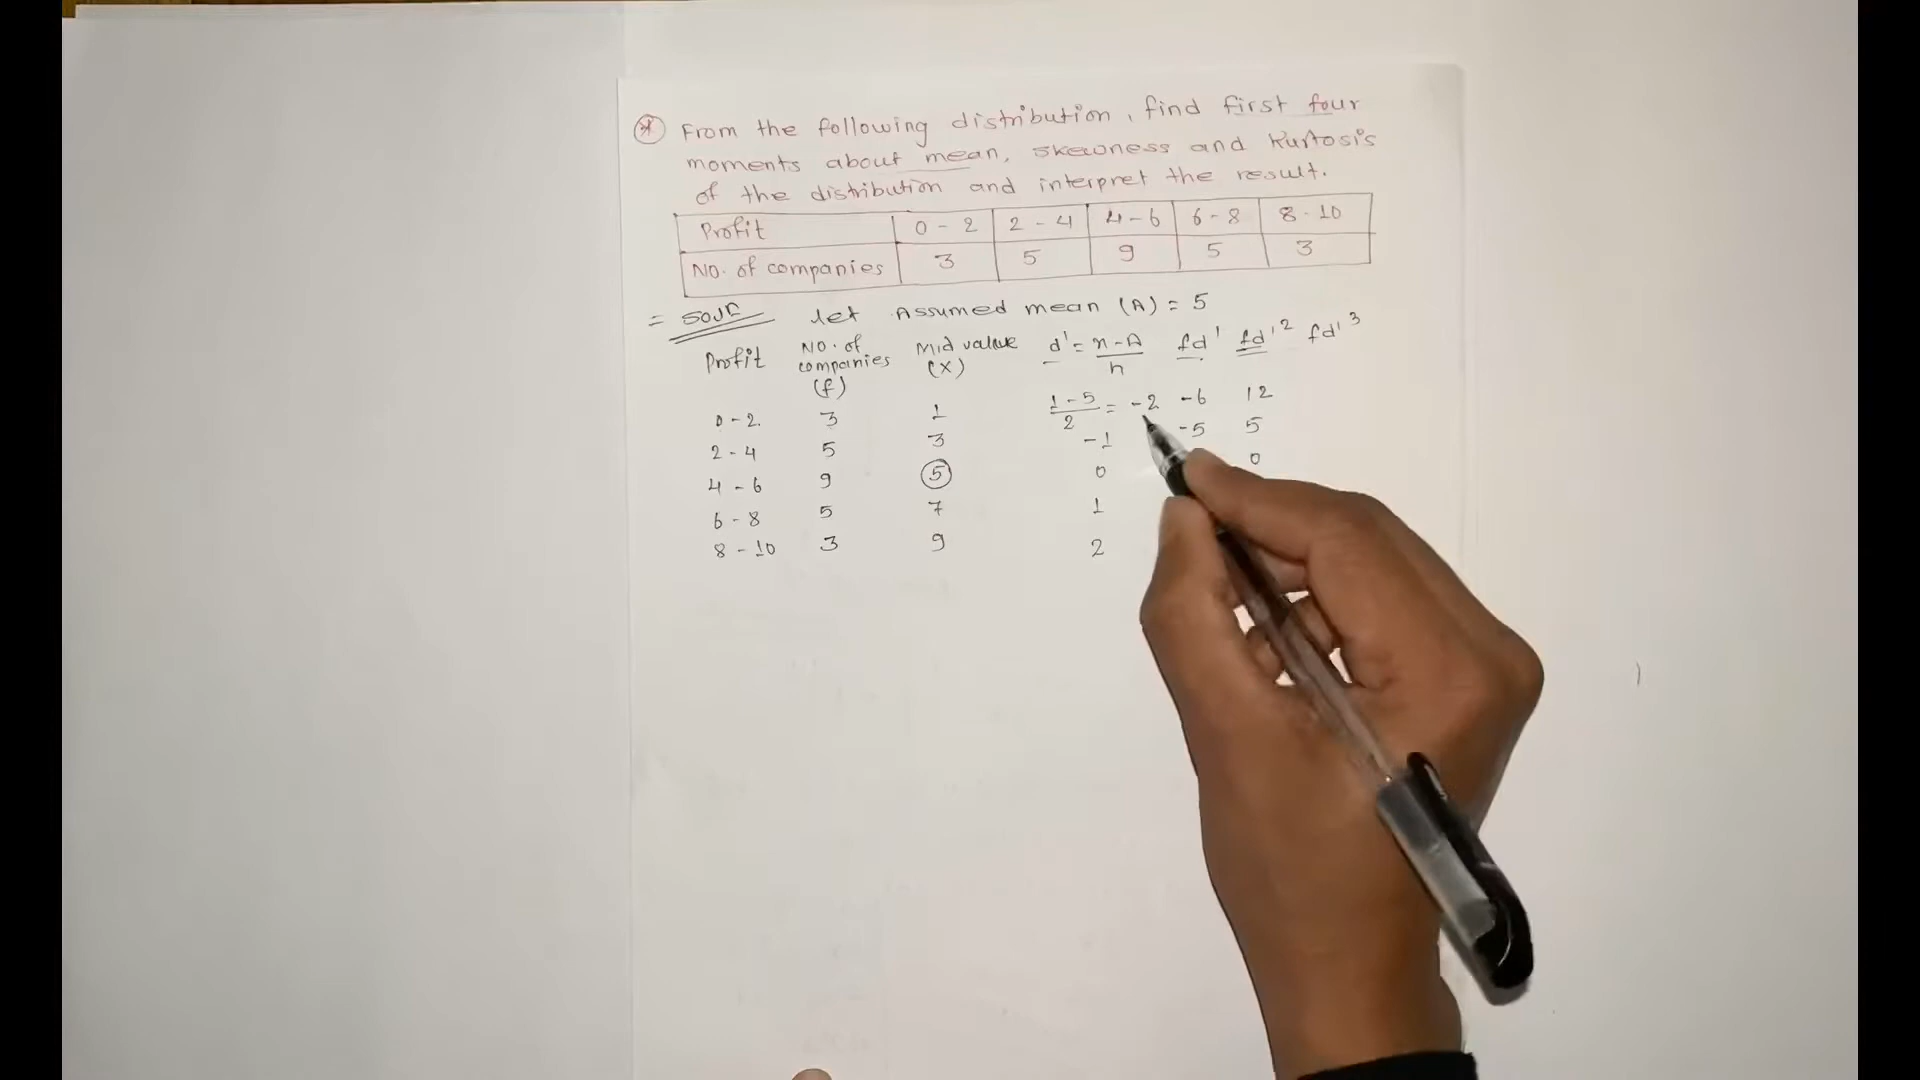 * From the following distribution, find first four
moments about mean, skewness and Kurtosis
of the distribution and interpret the result.
Profit 0 - 2 2 - 4 4 - 6 6 - 8 8 - 10
No. of companies 3 5 9 5 3
= Soln let Assumed mean (A) = 5
Profit No. of companies (f) Mid value (x) d' = x-A/h fd' fd'2 fd'3
0 - 2 3 1 1-5/2 = -2 -6 12
2 - 4 5 3 -1 -5 5
4 - 6 9 5 0 0
6 - 8 5 7 1
8 - 10 3 9 2